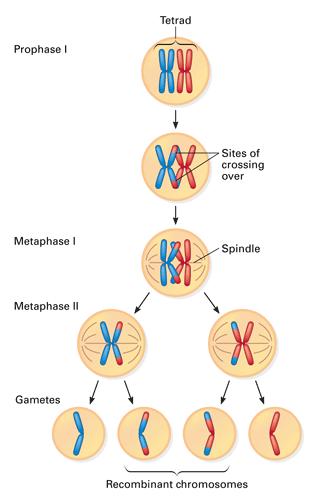 Tetrad
Prophase I
Sites of
crossing
over
Metaphase I
Spindle
Metaphase II
Gametes
Recombinant chromosomes